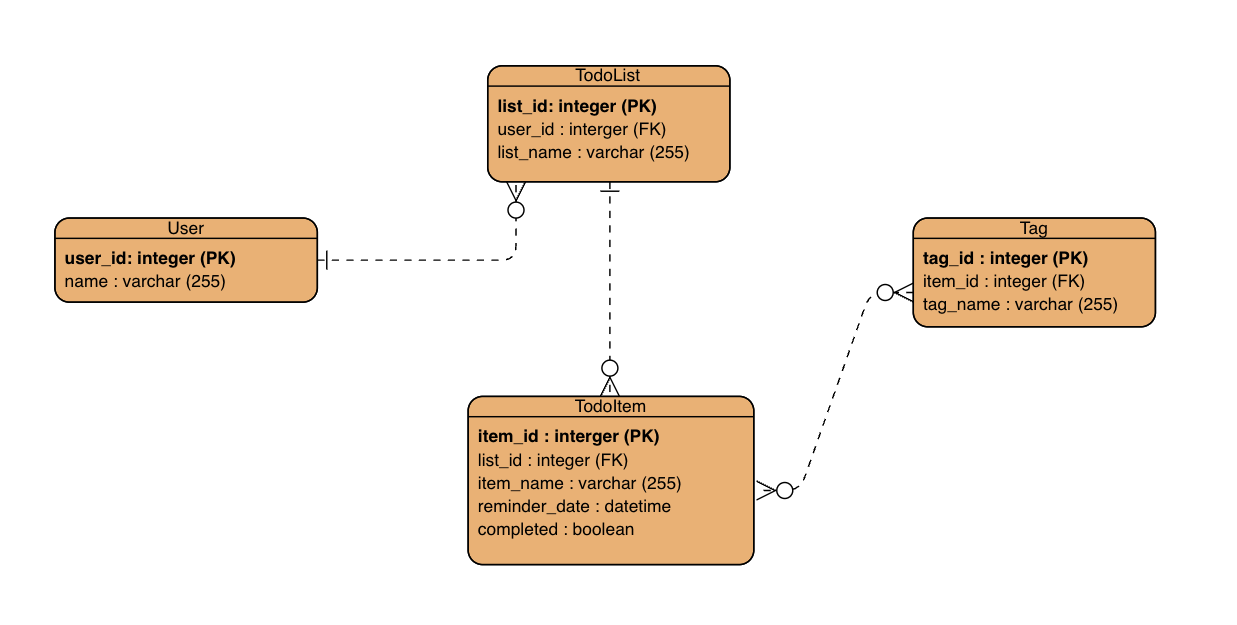 TodoList
list_id: integer (PK)
user_id : interger (FK)
list_name : varchar (255)
User
user_id: integer (PK)
name : varchar (255)
Tag
tag_id : integer (PK)
item_id : integer (FK)
tag_name : varchar (255)
TodoItem
item_id : interger (PK)
list_id : integer (FK)
item_name : varchar (255)
reminder_date : datetime
completed : boolean